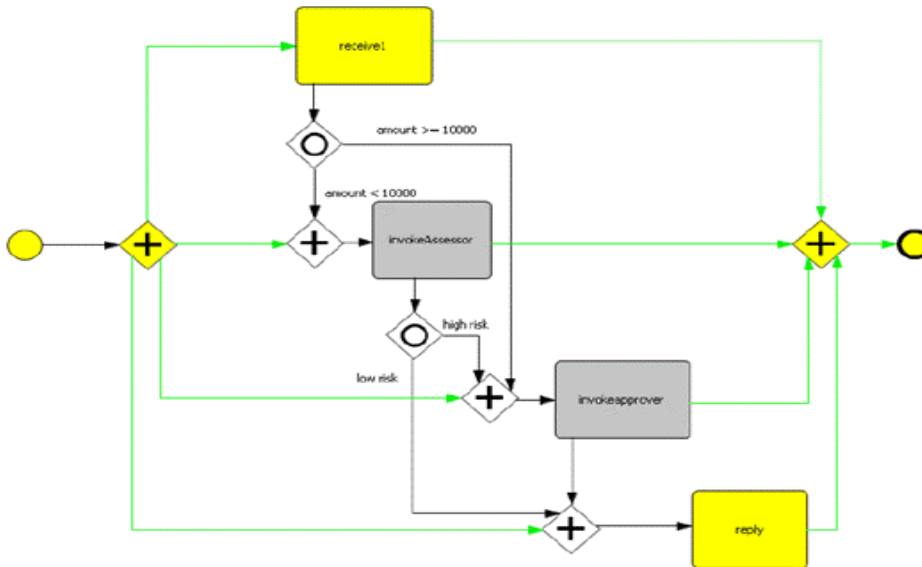 receive1
amount >= 10000
amount < 10000
invokeAssessor
high risk
low risk
invokeapprover
reply